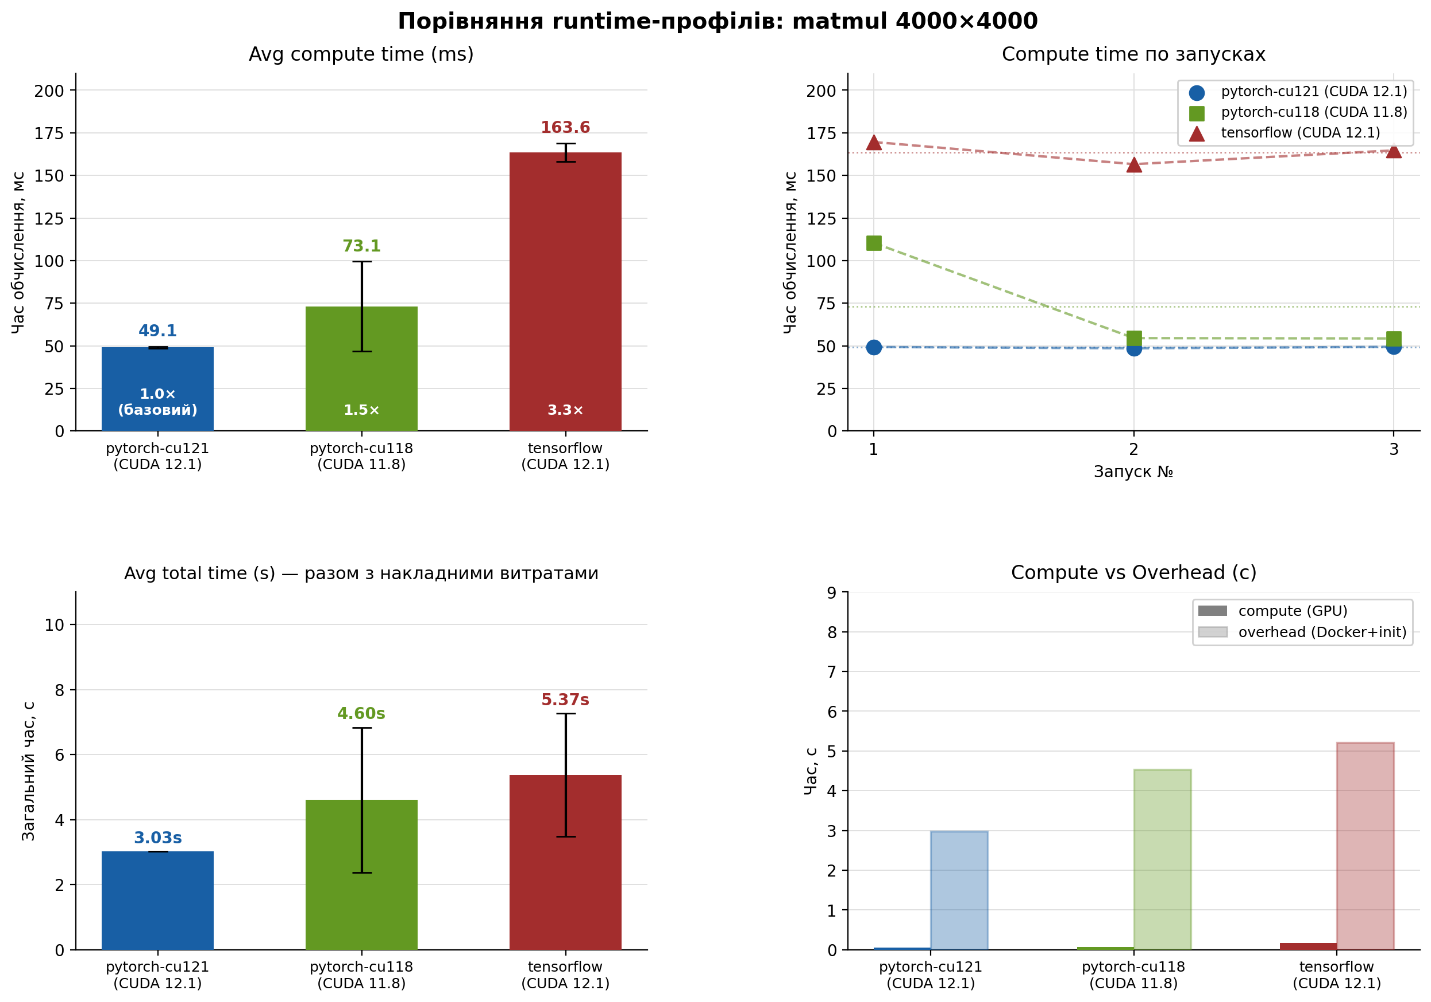 Порівняння runtime-профілів: matmul 4000×4000
Avg compute time (ms)
Час обчислення, мс
200
175
150
125
100
75
50
25
0
49.1
73.1
163.6
1.0×
(базовий)
1.5×
3.3×
pytorch-cu121
(CUDA 12.1)
pytorch-cu118
(CUDA 11.8)
tensorflow
(CUDA 12.1)
Compute time по запусках
Час обчислення, мс
200
175
150
125
100
75
50
25
0
pytorch-cu121 (CUDA 12.1)
pytorch-cu118 (CUDA 11.8)
tensorflow (CUDA 12.1)
1
2
3
Запуск №
Avg total time (s) — разом з накладними витратами
Загальний час, с
10
8
6
4
2
0
3.03s
4.60s
5.37s
pytorch-cu121
(CUDA 12.1)
pytorch-cu118
(CUDA 11.8)
tensorflow
(CUDA 12.1)
Compute vs Overhead (с)
Час, с
9
8
7
6
5
4
3
2
1
0
compute (GPU)
overhead (Docker+init)
pytorch-cu121
(CUDA 12.1)
pytorch-cu118
(CUDA 11.8)
tensorflow
(CUDA 12.1)